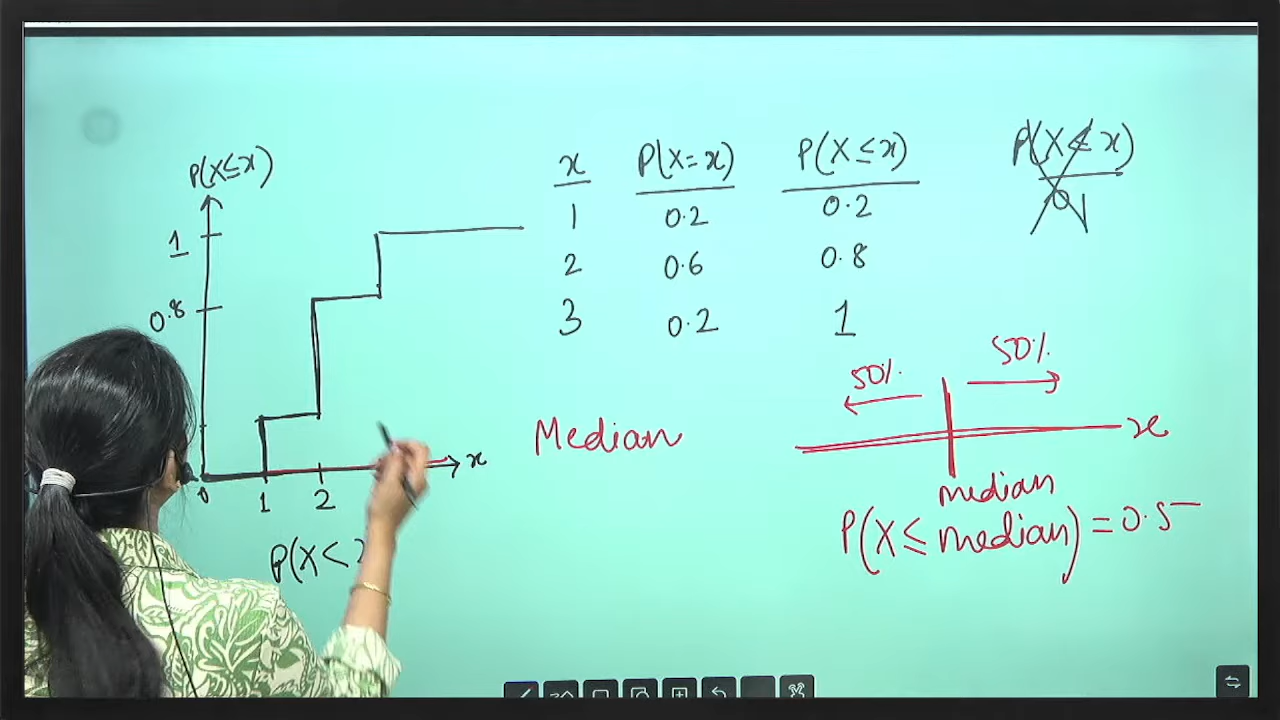 P(X≤x)
1
0.8
0 1 2 x
P(X<
x P(X=x) P(X≤x)
1 0.2 0.2
2 0.6 0.8
3 0.2 1
Median
50% 50%
x
median
P(X≤median)=0.5